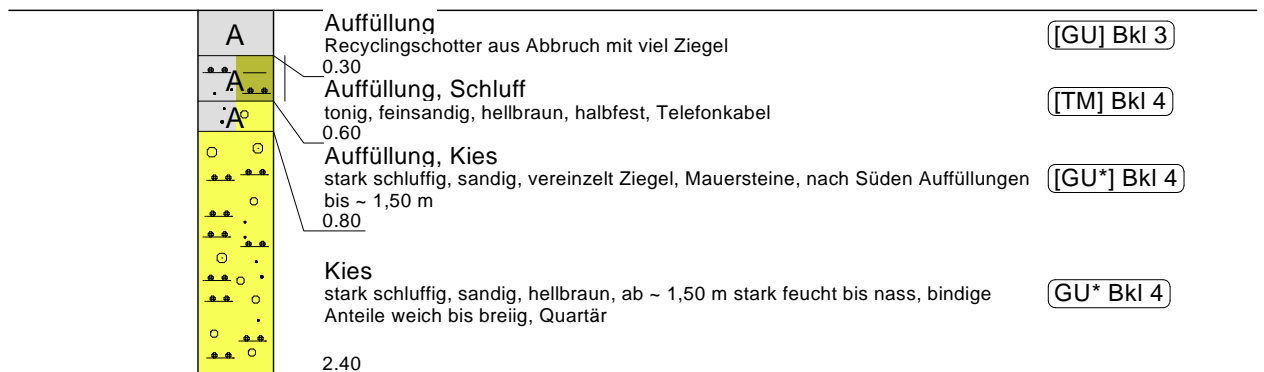 A
Auffüllung
[GU] Bkl 3
Recyclingschotter aus Abbruch mit viel Ziegel
0.30
A
Auffüllung, Schluff
[TM] Bkl 4
tonig, feinsandig, hellbraun, halbfest, Telefonkabel
0.60
A
Auffüllung, Kies
stark schluffig, sandig, vereinzelt Ziegel, Mauersteine, nach Süden Auffüllungen
[GU*] Bkl 4
bis ~ 1,50 m
0.80
Kies
stark schluffig, sandig, hellbraun, ab ~ 1,50 m stark feucht bis nass, bindige
GU* Bkl 4
Anteile weich bis breiig, Quartär
2.40